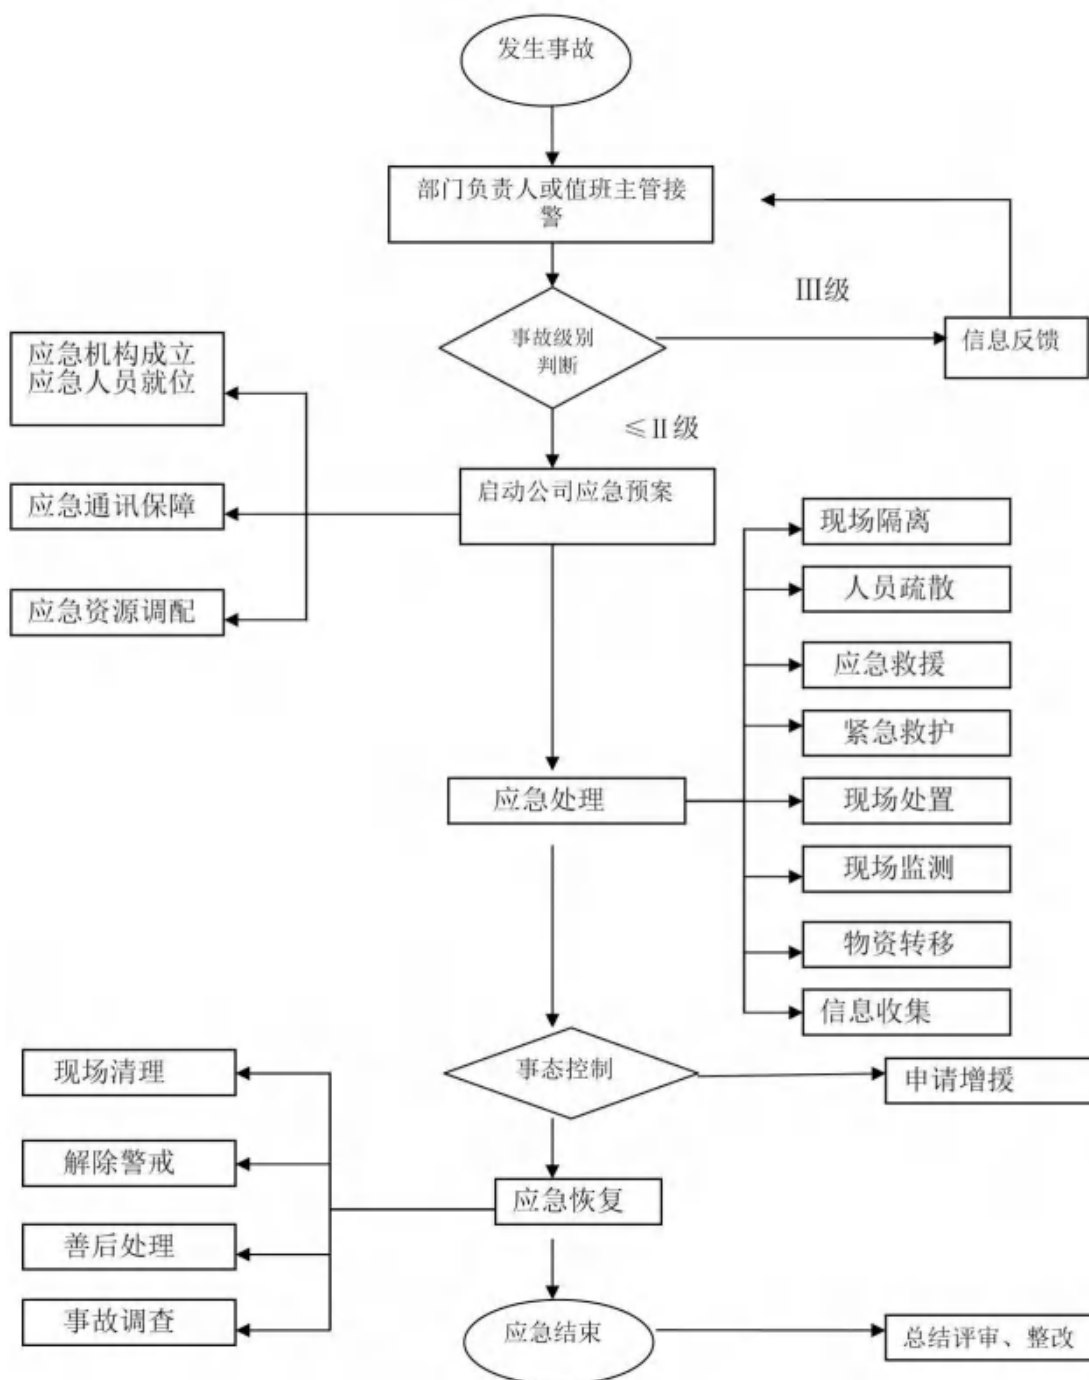 发生事故
部门负责人或值班主管接
警
III级
事故级别
判断
信息反馈
应急机构成立
应急人员就位
≤II级
启动公司应急预案
应急通讯保障
应急资源调配
现场隔离
人员疏散
应急救援
紧急救护
应急处理
现场处置
现场监测
物资转移
信息收集
事态控制
申请增援
现场清理
解除警戒
应急恢复
善后处理
事故调查
应急结束
总结评审、整改